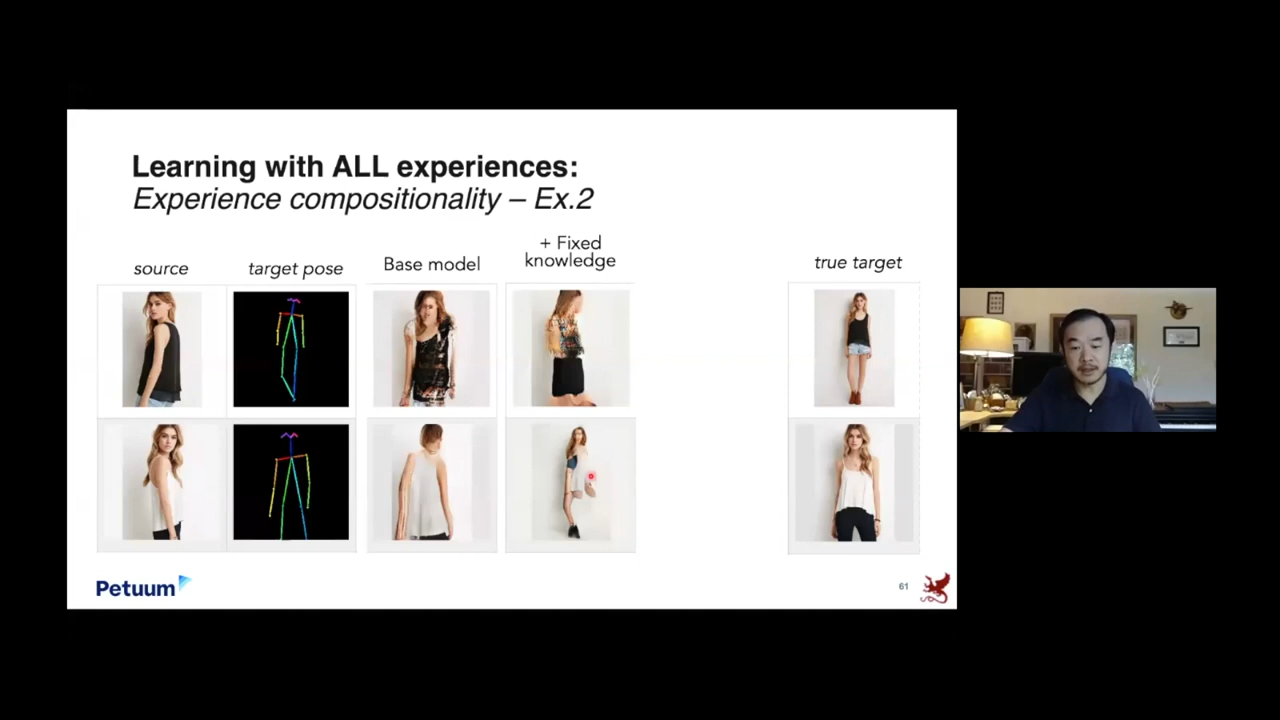 Learning with ALL experiences:
Experience compositionality – Ex.2
source
target pose
Base model
+ Fixed
knowledge
true target
Petuum
61